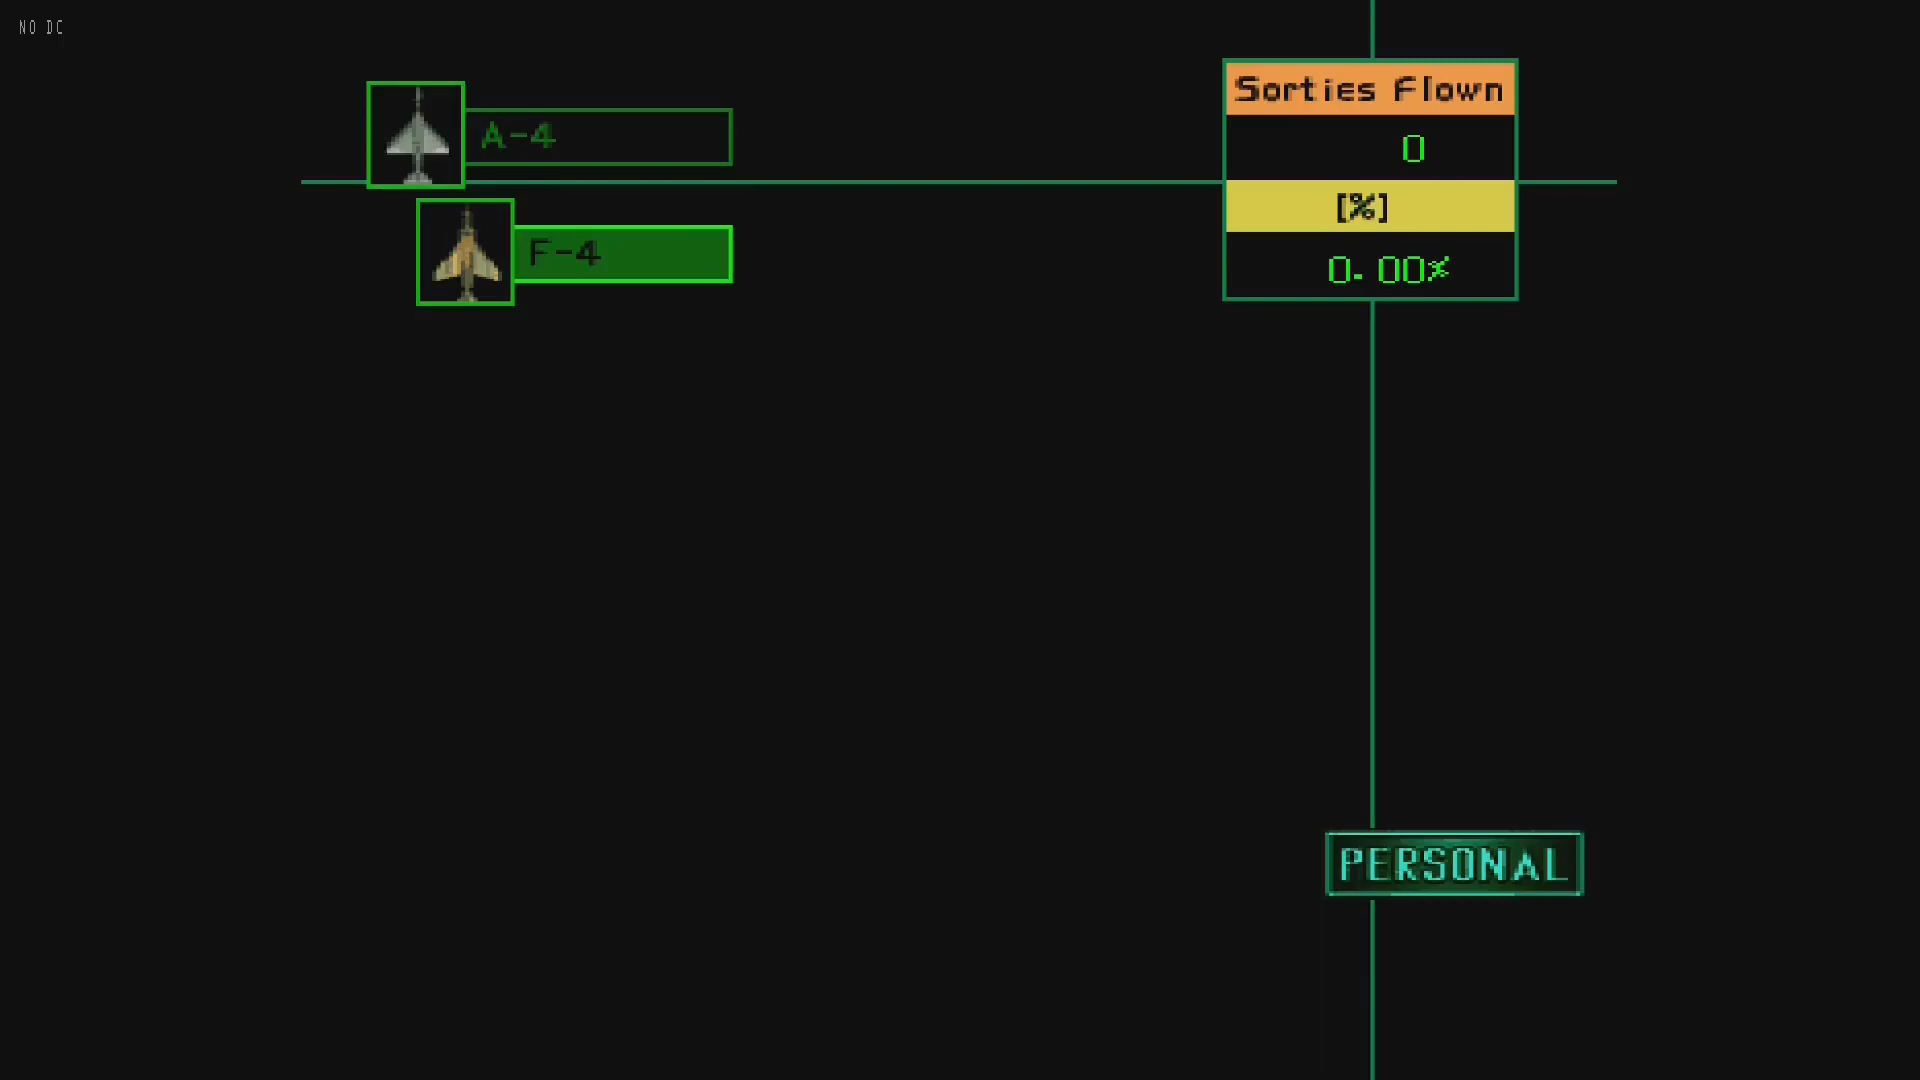 NO DC
Sorties Flown
A-4
0
[%]
F-4
0.00%
PERSONAL